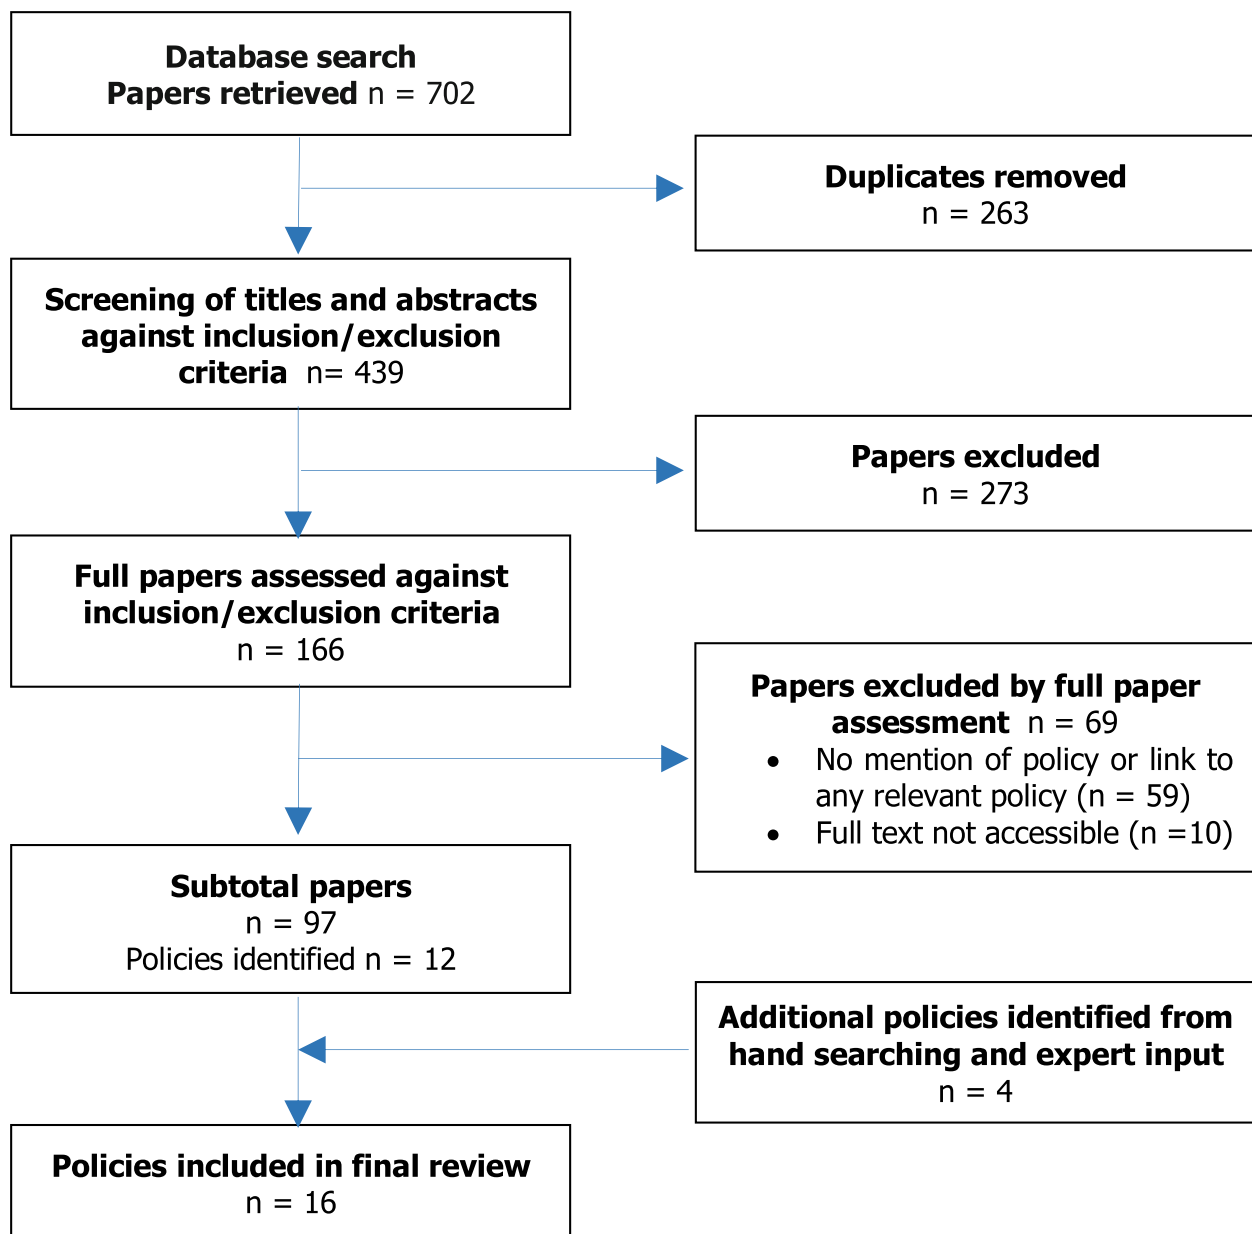 Database search
Papers retrieved n = 702
Duplicates removed
n = 263
Screening of titles and abstracts
against inclusion/exclusion
criteria  n= 439
Papers excluded
n = 273
Full papers assessed against
inclusion/exclusion criteria
n = 166
Papers excluded by full paper
assessment  n = 69
• No mention of policy or link to
any relevant policy (n = 59)
• Full text not accessible (n =10)
Subtotal papers
n = 97
Policies identified n = 12
Additional policies identified from
hand searching and expert input
n = 4
Policies included in final review
n = 16